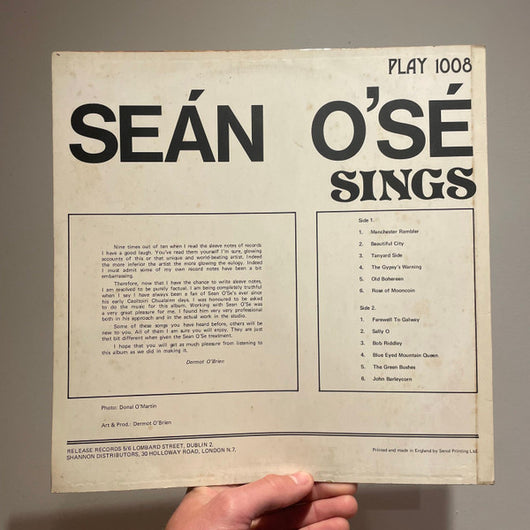 PLAY 1008
SEÁN O'SÉ
SINGS
Nine times out of ten when I read the sleeve notes of records
I have a good laugh. You've read them yourself I'm sure, glowing
accounts of this or that unique and world-beating artist. Indeed
the more inferior the artist the more glowing the eulogy. Indeed
I must admit some of my own record notes have been a bit
embarrassing.
Therefore, now that I have the chance to write sleeve notes,
I am resolved to be purely factual. I am being completely truthful
when I say I have always been a fan of Seán O'Sé's ever since
his early Ceoltoiri Chualann days. I was honoured to be asked
to do the music for this album. Working with Seán O'Sé was
a very great pleasure for me. I found him very very professional
both in his approach and in the actual work in the studio.
Some of these songs you have heard before, others will be
new to you. All of them I am sure you will enjoy. They are just
that bit different when given the Sean O'Sé treatment.
I hope that you will get as much pleasure from listening to
this album as we did in making it.
Dermot O'Brien
Side 1.
1. Manchester Rambler
2. Beautiful City
3. Tanyard Side
4. The Gypsy's Warning
5. Old Bohereen
6. Rose of Mooncoin
Side 2.
1. Farewell To Galway
2. Sally O
3. Bob Riddley
4. Blue Eyed Mountain Queen
5. The Green Bushes
6. John Barleycorn
Photo: Donal O'Martin
Art & Prod.: Dermot O'Brien
RELEASE RECORDS 5/6 LOMBARD STREET, DUBLIN 2.
SHANNON DISTRIBUTORS, 30 HOLLOWAY ROAD, LONDON N.7.
Printed and made in England by Senol Printing Ltd.